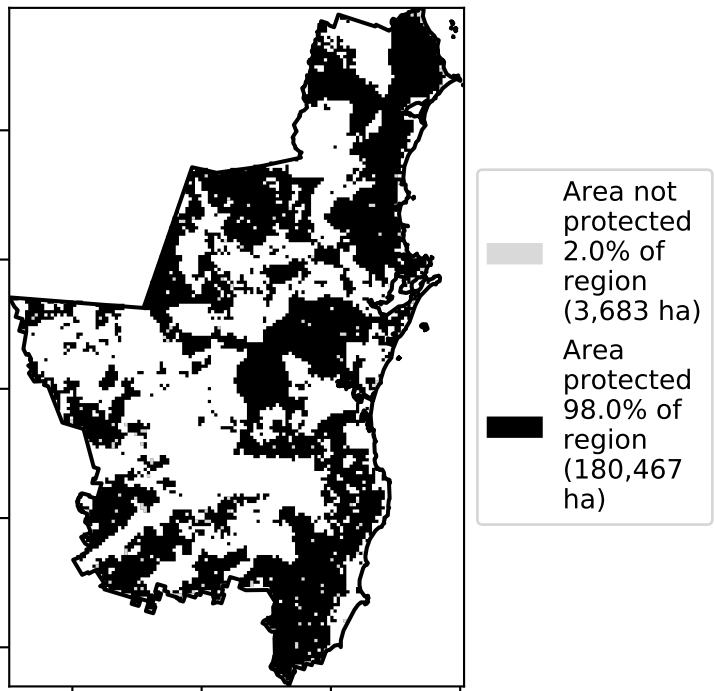 Area not
protected
2.0% of
region
(3,683 ha)
Area
protected
98.0% of
region
(180,467
ha)